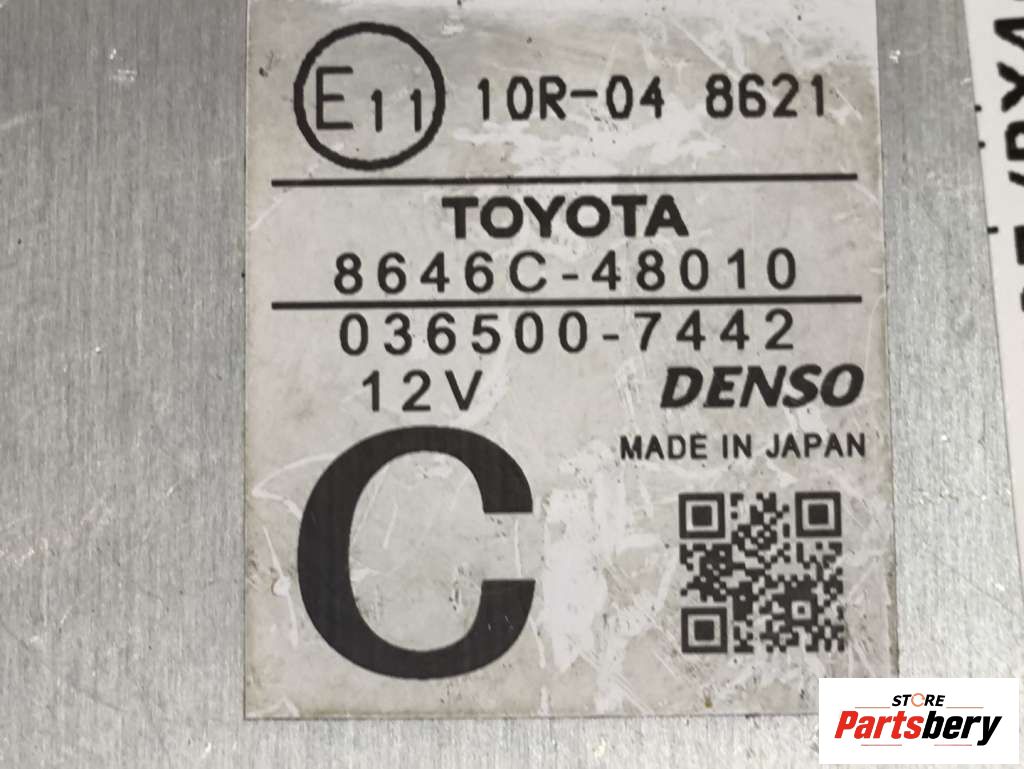 E11 10R-04 8621
TOYOTA
8646C-48010
036500-7442
12V DENSO
MADE IN JAPAN
C
STORE
Partsbery